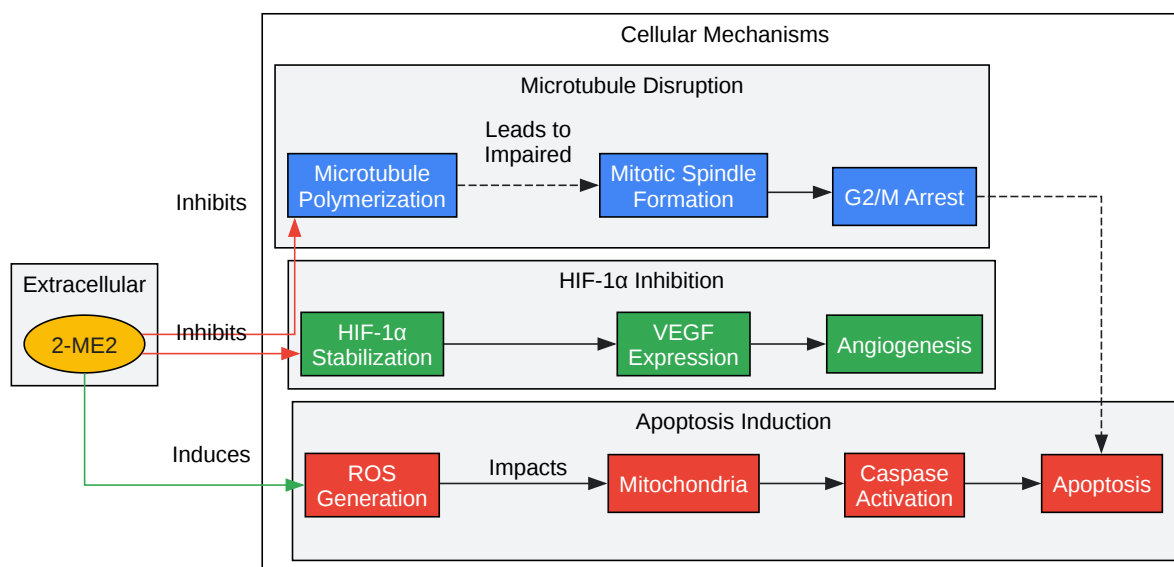 Cellular Mechanisms
Microtubule Disruption
Leads to
Impaired
Microtubule
Polymerization
Mitotic Spindle
Formation
G2/M Arrest
Inhibits
Extracellular
2-ME2
Inhibits
HIF-1α Inhibition
HIF-1α
Stabilization
VEGF
Expression
Angiogenesis
Apoptosis Induction
Induces
ROS
Generation
Impacts
Mitochondria
Caspase
Activation
Apoptosis